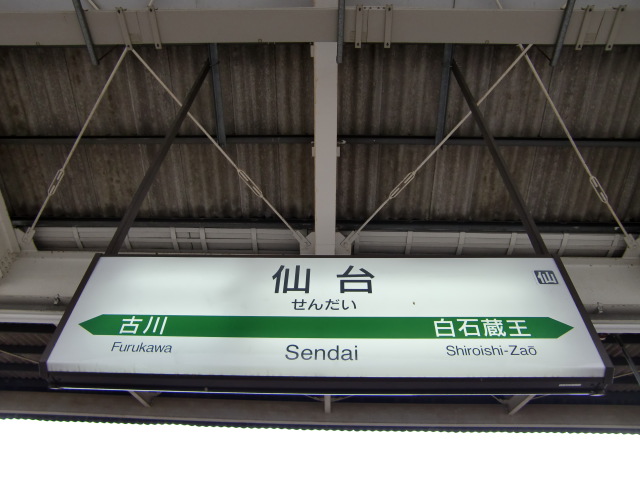 仙台
仙
せんだい
古川
白石蔵王
Furukawa
Sendai
Shiroishi-Zaō